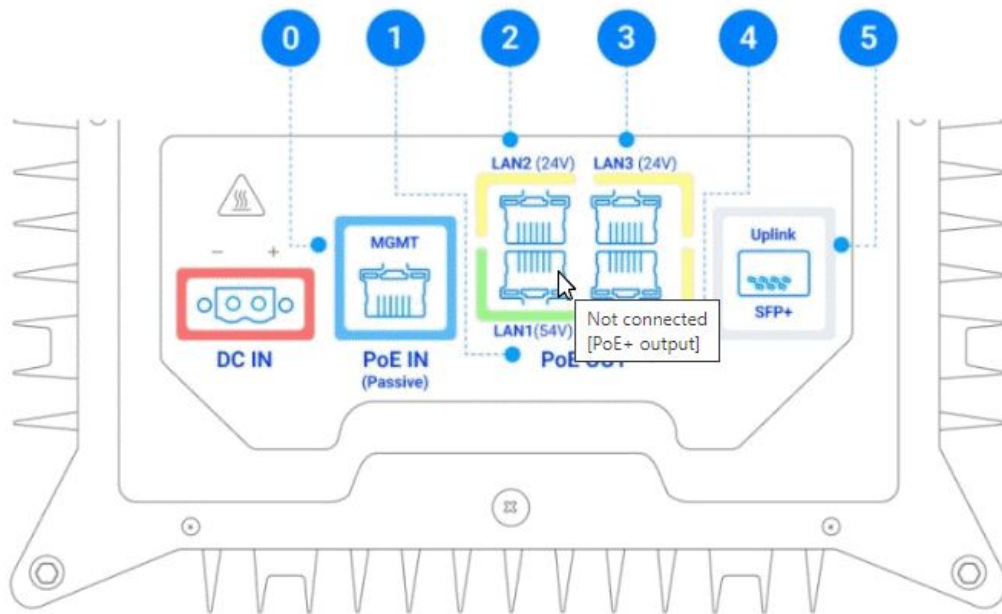 0 1 2 3 4 5
LAN2 (24V) LAN3 (24V)
MGMT
Uplink
− +
SFP+
Not connected
[PoE+ output]
LAN1(54V)
DC IN
PoE IN
(Passive)
PoE OUT